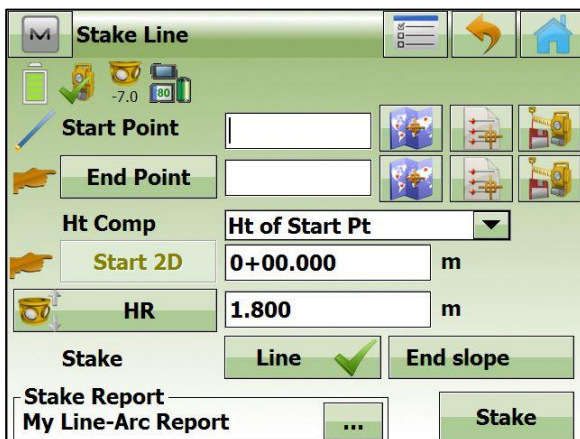 M Stake Line
-7.0 80
Start Point
End Point
Ht Comp Ht of Start Pt
Start 2D 0+00.000 m
HR 1.800 m
Stake Line End slope
Stake Report
My Line-Arc Report ... Stake